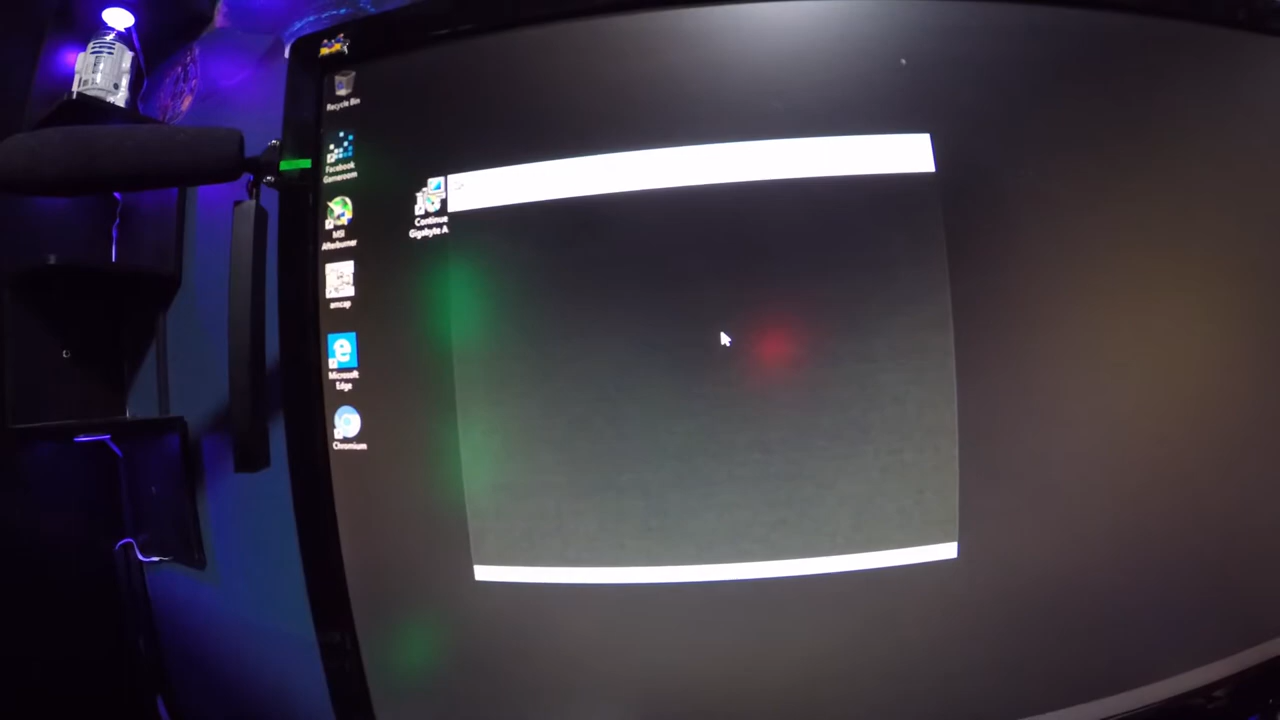 Recycle Bin
Facebook
Gameroom
MSI
Afterburner
amcap
Microsoft
Edge
Chromium
Continue
Gigabyte A